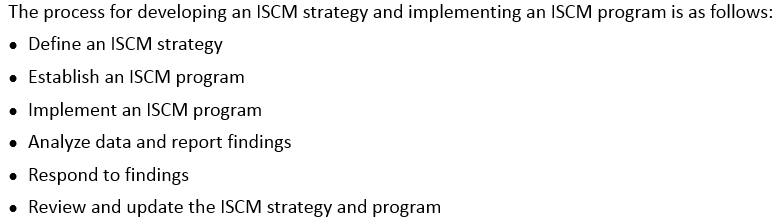 The process for developing an ISCM strategy and implementing an ISCM program is as follows:
• Define an ISCM strategy
• Establish an ISCM program
• Implement an ISCM program
• Analyze data and report findings
• Respond to findings
• Review and update the ISCM strategy and program